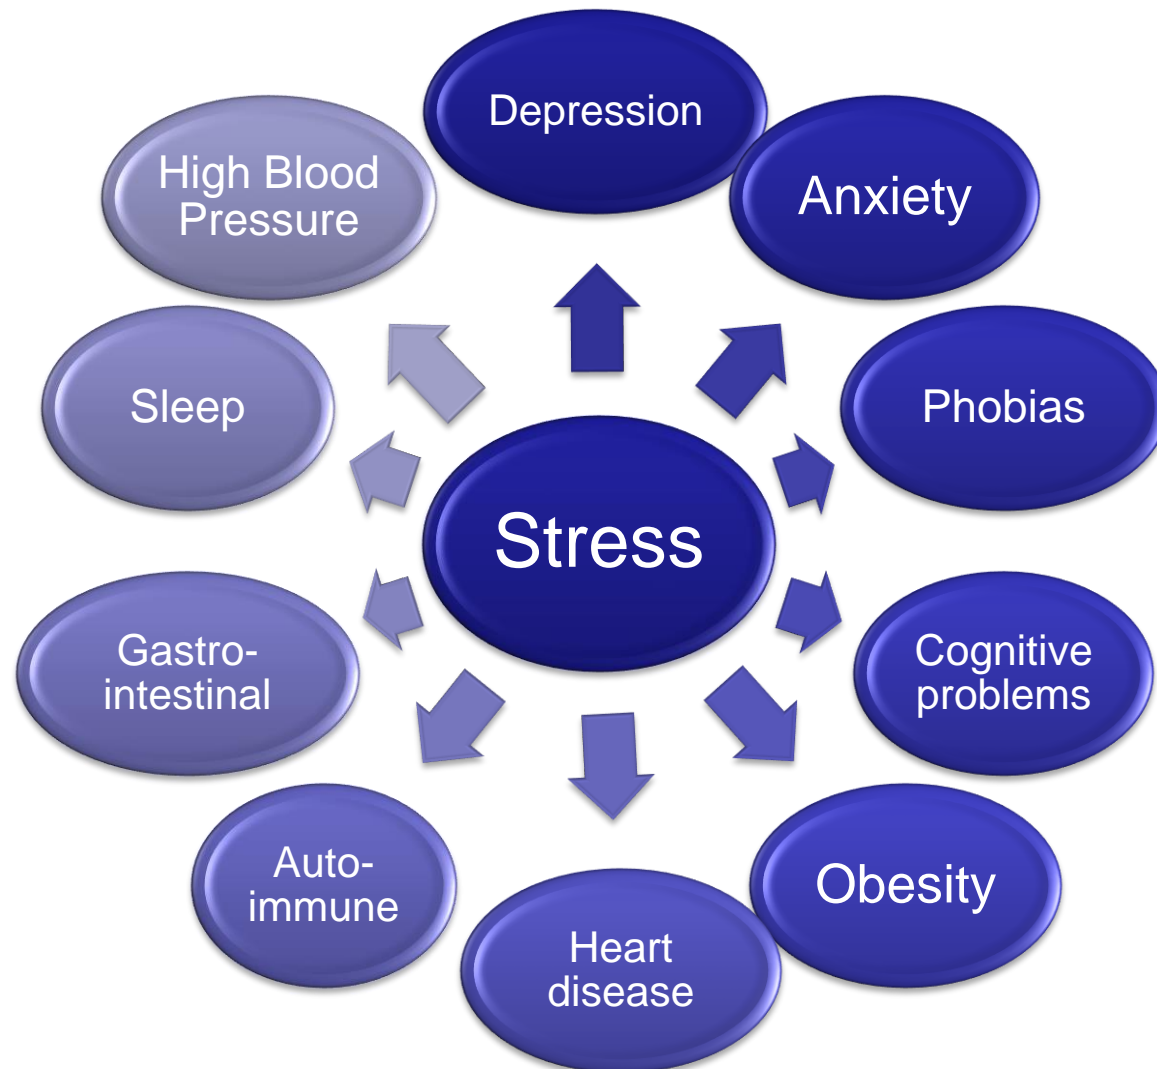 Depression
Anxiety
Phobias
Cognitive
problems
Obesity
Heart
disease
Auto-
immune
Gastro-
intestinal
Sleep
High Blood
Pressure
Stress